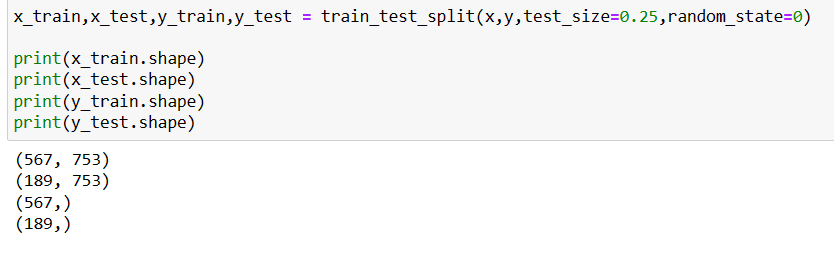 x_train,x_test,y_train,y_test = train_test_split(x,y,test_size=0.25,random_state=0)
print(x_train.shape)
print(x_test.shape)
print(y_train.shape)
print(y_test.shape)
(567, 753)
(189, 753)
(567,)
(189,)